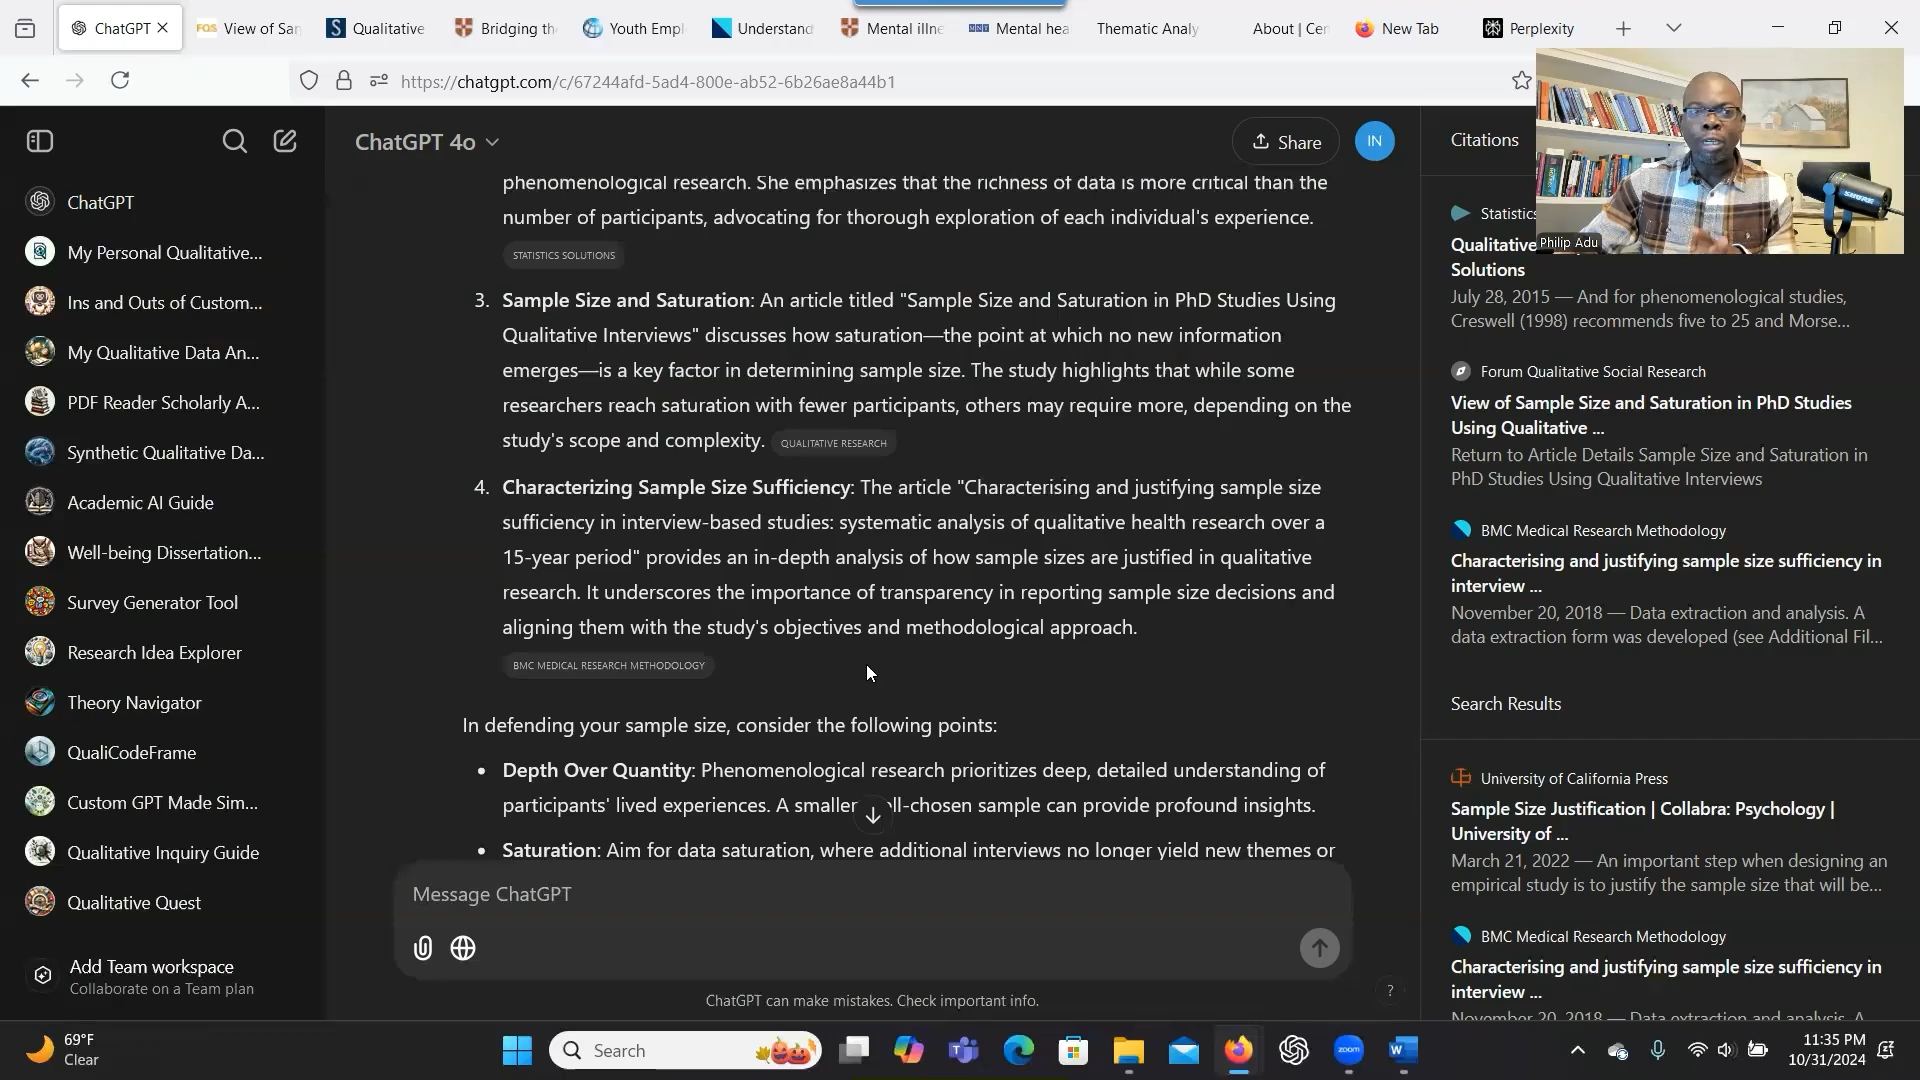 ChatGPT
View of San
Qualitative
Bridging th
Youth Empl
Understand
Mental illne
Mental hea
Thematic Analy
About | Cer
New Tab
Perplexity
https://chatgpt.com/c/67244afd-5ad4-800e-ab52-6b26ae8a44b1
ChatGPT
My Personal Qualitative...
Ins and Outs of Custom...
My Qualitative Data An...
PDF Reader Scholarly A...
Synthetic Qualitative Da...
Academic AI Guide
Well-being Dissertation...
Survey Generator Tool
Research Idea Explorer
Theory Navigator
QualiCodeFrame
Custom GPT Made Sim...
Qualitative Inquiry Guide
Qualitative Quest
Add Team workspace
Collaborate on a Team plan
ChatGPT 4o
Share
IN
phenomenological research. She emphasizes that the richness of data is more critical than the
number of participants, advocating for thorough exploration of each individual's experience.
STATISTICS SOLUTIONS
3. Sample Size and Saturation: An article titled "Sample Size and Saturation in PhD Studies Using
Qualitative Interviews" discusses how saturation—the point at which no new information
emerges—is a key factor in determining sample size. The study highlights that while some
researchers reach saturation with fewer participants, others may require more, depending on the
study's scope and complexity. QUALITATIVE RESEARCH
4. Characterizing Sample Size Sufficiency: The article "Characterising and justifying sample size
sufficiency in interview-based studies: systematic analysis of qualitative health research over a
15-year period" provides an in-depth analysis of how sample sizes are justified in qualitative
research. It underscores the importance of transparency in reporting sample size decisions and
aligning them with the study's objectives and methodological approach.
BMC MEDICAL RESEARCH METHODOLOGY
In defending your sample size, consider the following points:
• Depth Over Quantity: Phenomenological research prioritizes deep, detailed understanding of
participants' lived experiences. A smaller ll-chosen sample can provide profound insights.
• Saturation: Aim for data saturation, where additional interviews no longer yield new themes or
Message ChatGPT
ChatGPT can make mistakes. Check important info.
?
Citations
Statistics
Qualitative
Solutions
July 28, 2015 — And for phenomenological studies,
Creswell (1998) recommends five to 25 and Morse...
Forum Qualitative Social Research
View of Sample Size and Saturation in PhD Studies
Using Qualitative ...
Return to Article Details Sample Size and Saturation in
PhD Studies Using Qualitative Interviews
BMC Medical Research Methodology
Characterising and justifying sample size sufficiency in
interview ...
November 20, 2018 — Data extraction and analysis. A
data extraction form was developed (see Additional Fil...
Search Results
University of California Press
Sample Size Justification | Collabra: Psychology |
University of ...
March 21, 2022 — An important step when designing an
empirical study is to justify the sample size that will be...
BMC Medical Research Methodology
Characterising and justifying sample size sufficiency in
interview ...
November 20, 2018 — Data extraction and analysis. A
Philip Adu
SHURE
69°F
Clear
Search
zoom
11:35 PM
10/31/2024